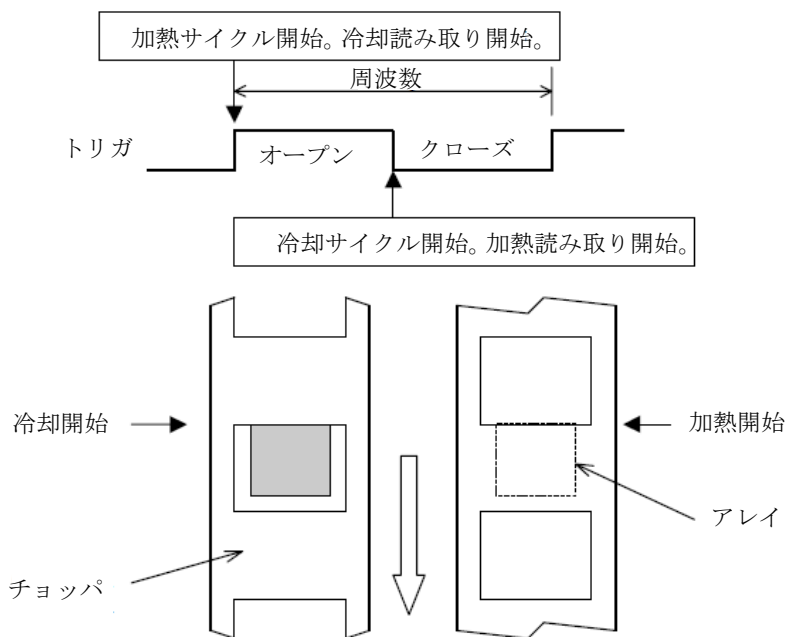 加熱サイクル開始。冷却読み取り開始。
周波数
トリガ
オープン
クローズ
冷却サイクル開始。加熱読み取り開始。
冷却開始
加熱開始
アレイ
チョッパ